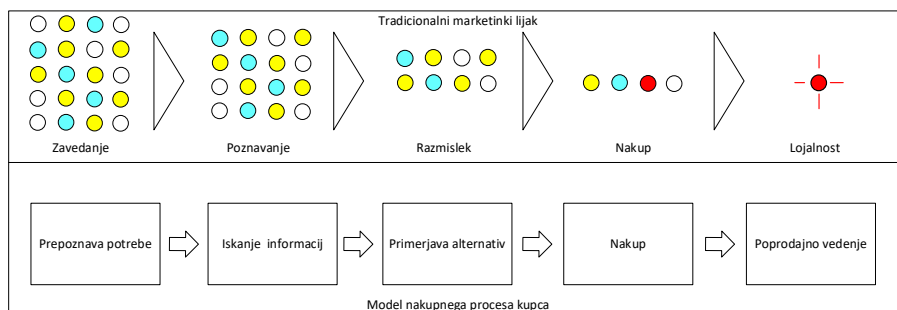 Tradicionalni marketinki lijak
Zavedanje
Poznavanje
Razmislek
Nakup
Lojalnost
Prepoznava potrebe
Iskanje informacij
Primerjava alternativ
Nakup
Poprodajno vedenje
Model nakupnega procesa kupca